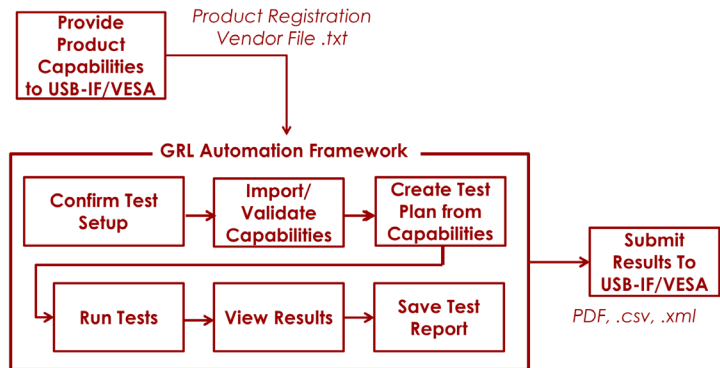 Provide
Product
Capabilities
to USB-IF/VESA
Product Registration
Vendor File .txt
GRL Automation Framework
Confirm Test
Setup
Import/
Validate
Capabilities
Create Test
Plan from
Capabilities
Run Tests
View Results
Save Test
Report
Submit
Results To
USB-IF/VESA
PDF, .csv, .xml